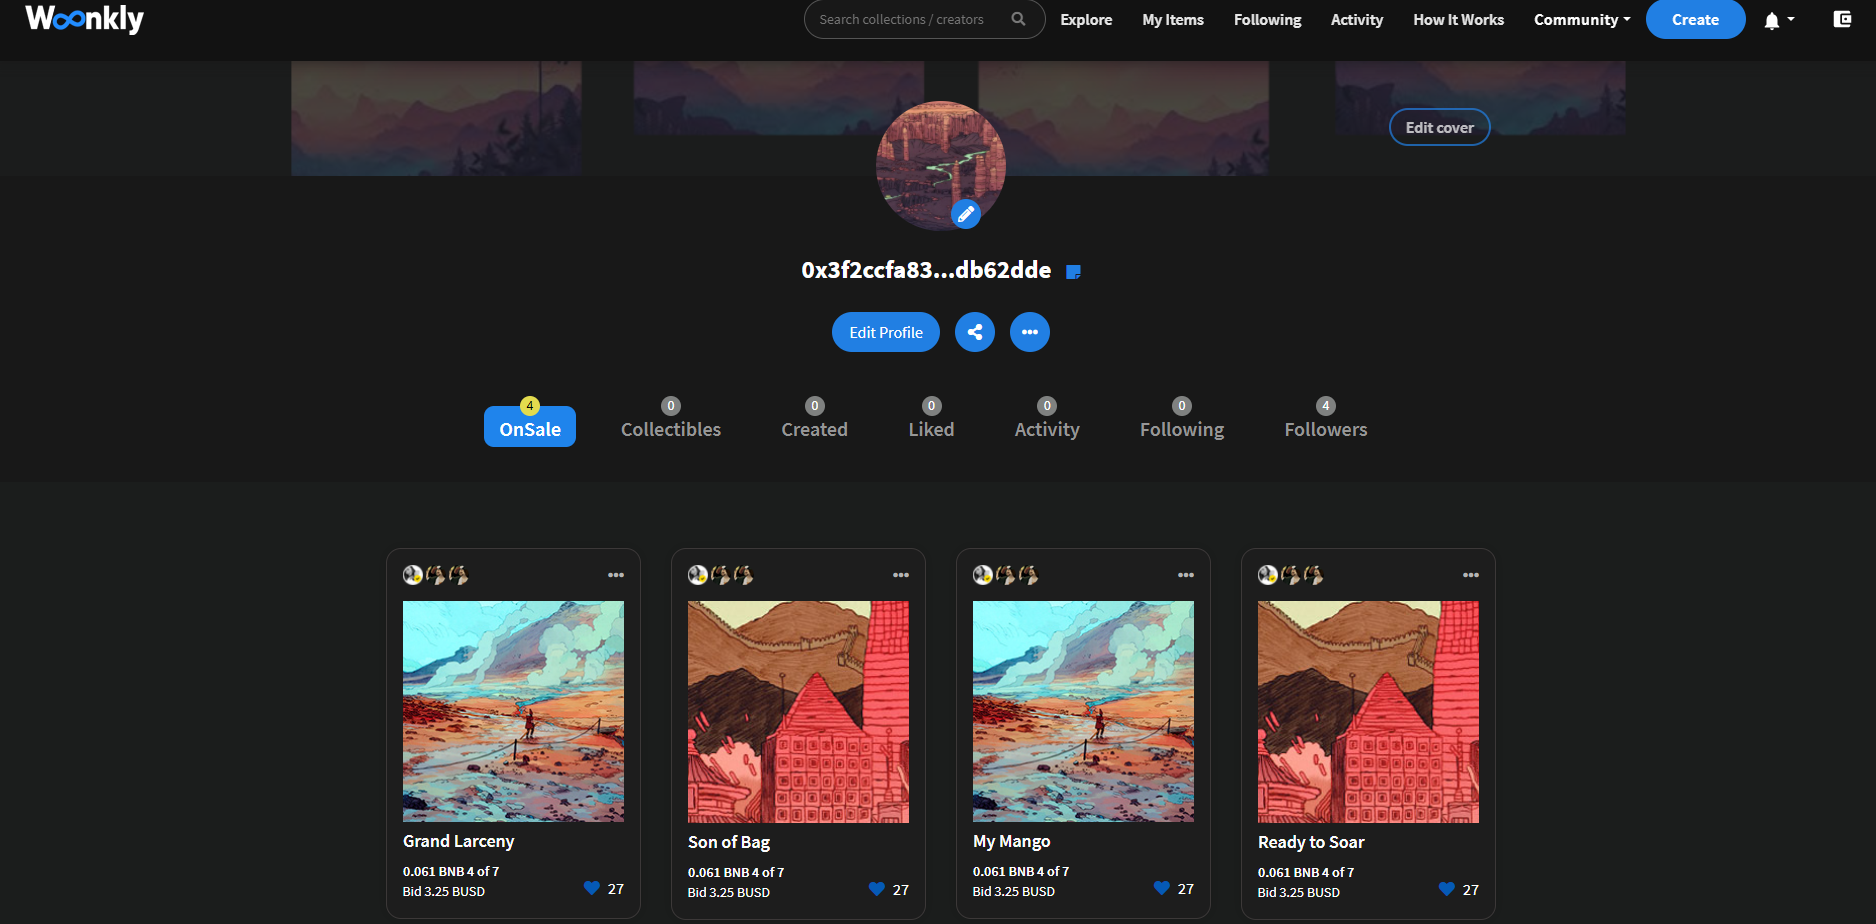 Woonkly
Search collections / creators
Explore
My Items
Following
Activity
How It Works
Community
Create
Edit cover
0x3f2ccfa83...db62dde
Edit Profile
4
OnSale
0
Collectibles
0
Created
0
Liked
0
Activity
0
Following
4
Followers
Grand Larceny
0.061 BNB 4 of 7
Bid 3.25 BUSD
27
Son of Bag
0.061 BNB 4 of 7
Bid 3.25 BUSD
27
My Mango
0.061 BNB 4 of 7
Bid 3.25 BUSD
27
Ready to Soar
0.061 BNB 4 of 7
Bid 3.25 BUSD
27